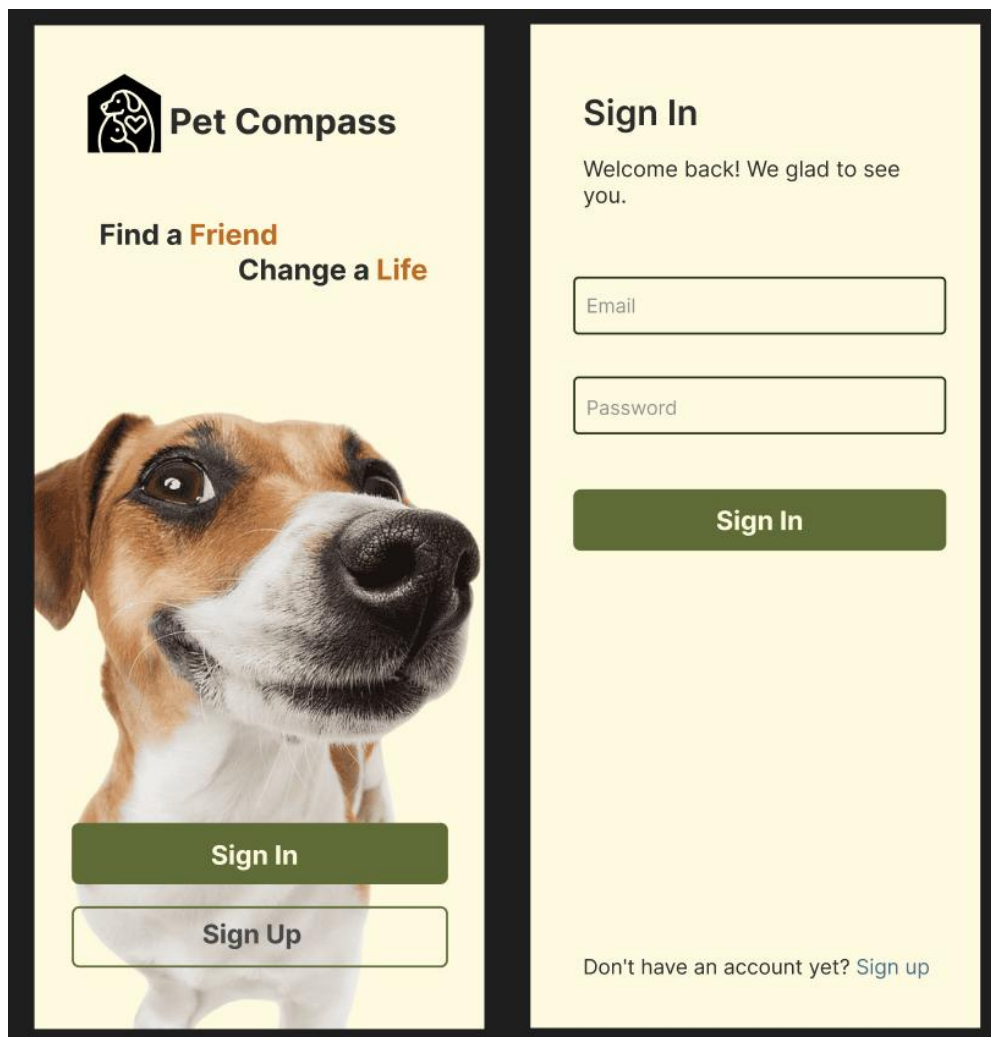 Pet Compass
Find a Friend
Change a Life
Sign In
Sign Up
Sign In
Welcome back! We glad to see
you.
Email
Password
Sign In
Don't have an account yet? Sign up